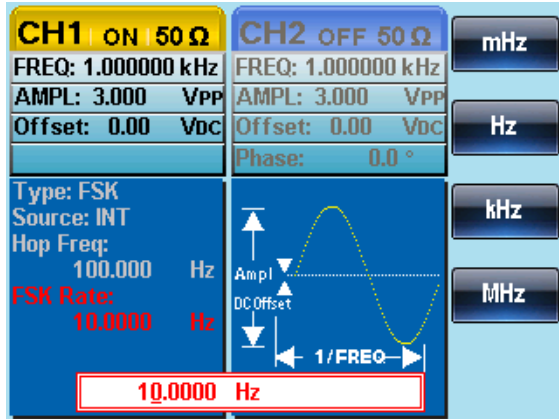 CH1 ON 50 Ω
FREQ: 1.000000 kHz
AMPL: 3.000 VPP
Offset: 0.00 VDC
CH2 OFF 50 Ω
FREQ: 1.000000 kHz
AMPL: 3.000 VPP
Offset: 0.00 VDC
Phase: 0.0 °
Type: FSK
Source: INT
Hop Freq:
100.000 Hz
FSK Rate:
10.0000 Hz
Ampl
DC Offset
1/FREQ
10.0000 Hz
mHz
Hz
kHz
MHz